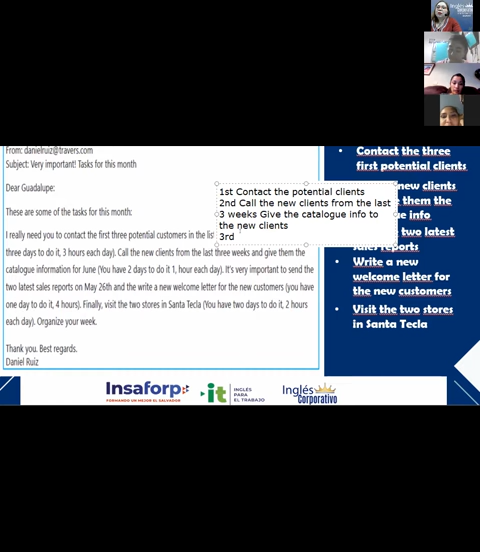 From: danielruiz@travers.com
Subject: Very important! Tasks for this month
Dear Guadalupe:
These are some of the tasks for this month:
I really need you to contact the first three potential customers in the lis
three days to do it, 3 hours each day). Call the new clients from the last three weeks and give them the
catalogue information for June (You have 2 days to do it 1, hour each day). It's very important to send the
two latest sales reports on May 26th and the write a new welcome letter for the new customers (you have
one day to do it, 4 hours). Finally, visit the two stores in Santa Tecla (You have two days to do it, 2 hours
each day). Organize your week.
Thank you. Best regards.
Daniel Ruiz
1st Contact the potential clients
2nd Call the new clients from the last
3 weeks Give the catalogue info to
the new clients
3rd
• Contact the three
first potential clients
new clients
them the
info
two latest
sales reports
• Write a new
welcome letter for
the new customers
• Visit the two stores
in Santa Tecla
Insaforp
FORMANDO UN MEJOR EL SALVADOR
it
INGLÉS
PARA
EL TRABAJO
Inglés
Corporativo